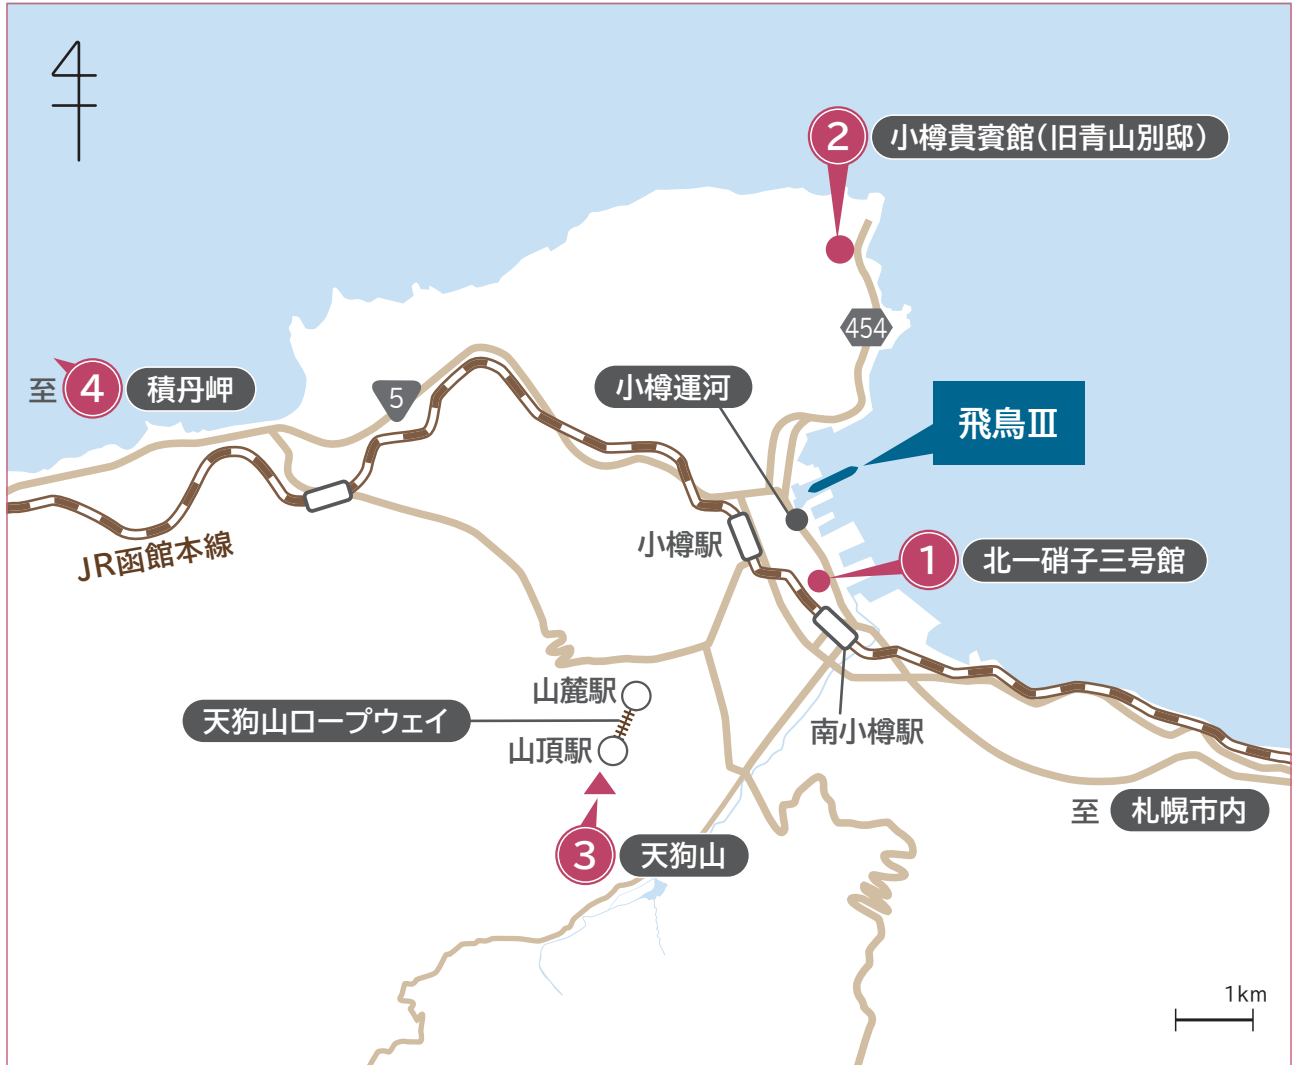 2 小樽貴賓館（旧青山別邸）
454
至 4 積丹岬
5
小樽運河
飛鳥Ⅲ
小樽駅
JR函館本線
1 北一硝子三号館
山麓駅
天狗山ロープウェイ
山頂駅
南小樽駅
至 札幌市内
3 天狗山
1km